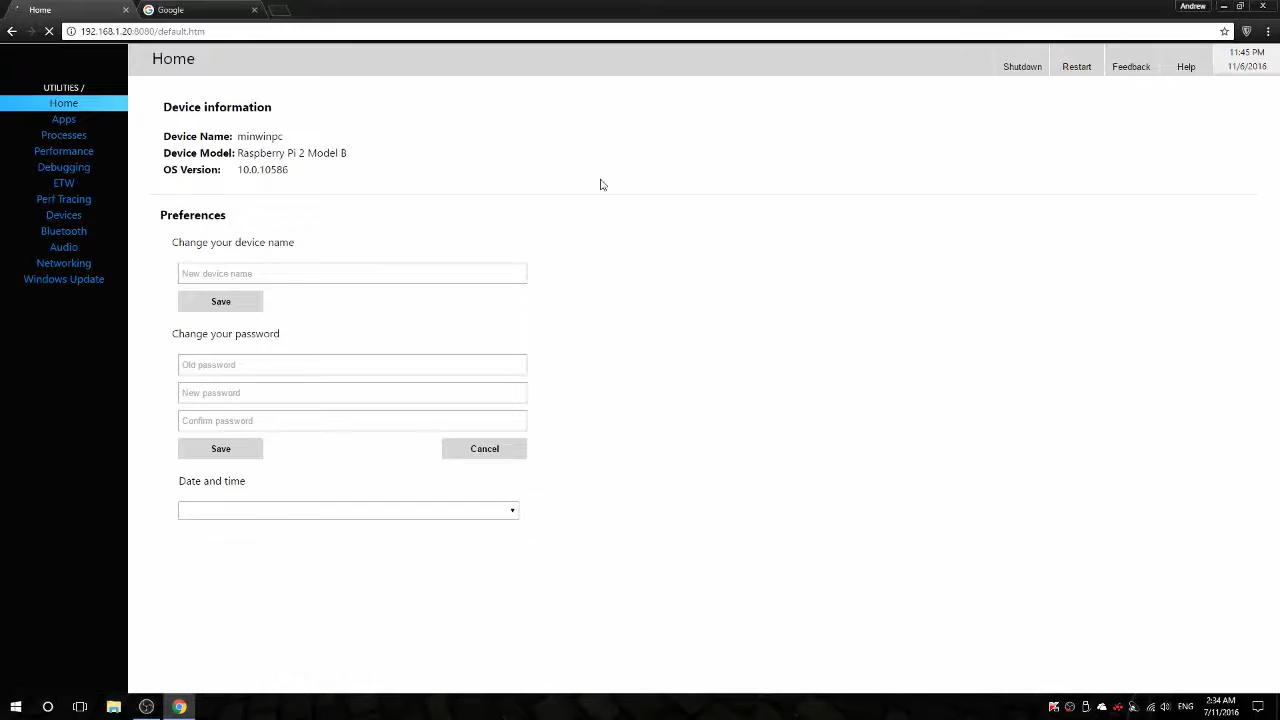 Home
Google
Andrew
192.168.1.20:8080/default.htm
UTILITIES /
Home
Apps
Processes
Performance
Debugging
ETW
Perf Tracing
Devices
Bluetooth
Audio
Networking
Windows Update
Home
Shutdown
Restart
Feedback
Help
11:45 PM
11/6/2016
Device information
Device Name: minwinpc
Device Model: Raspberry Pi 2 Model B
OS Version: 10.0.10586
Preferences
Change your device name
New device name
Save
Change your password
Old password
New password
Confirm password
Save
Cancel
Date and time
ENG
2:34 AM
7/11/2016